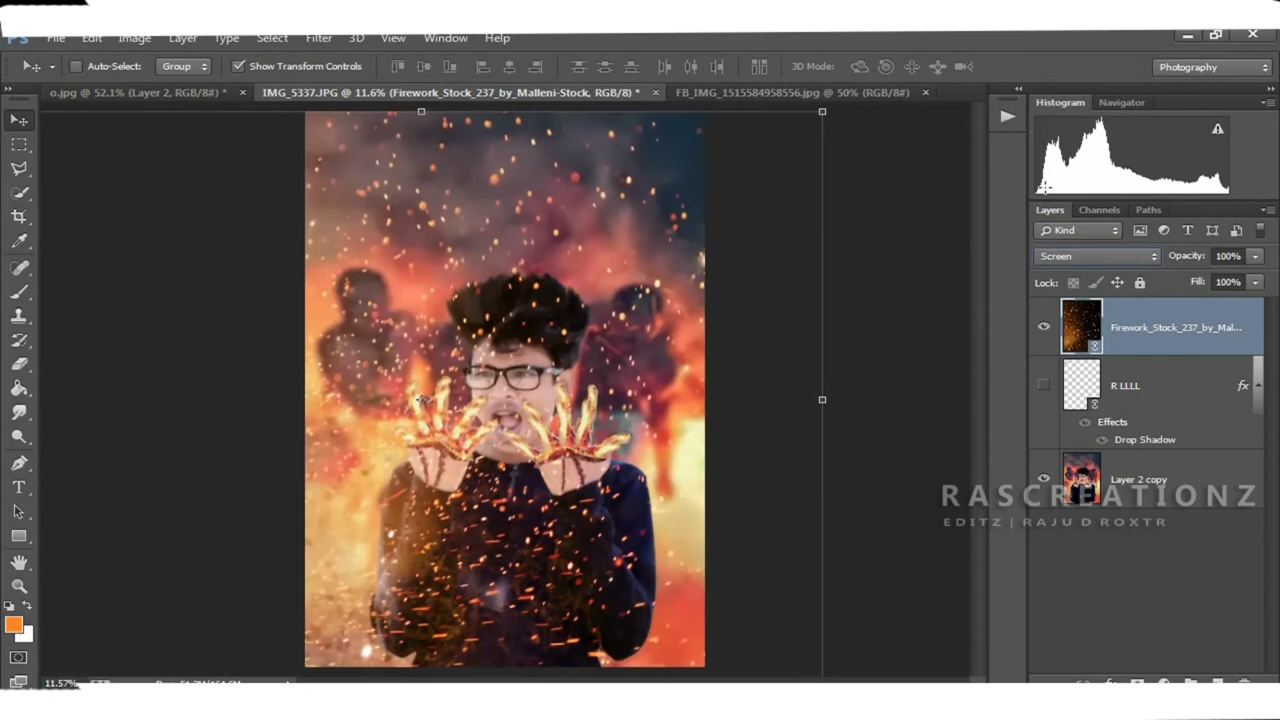 Ps File Edit Image Layer Type Select Filter 3D View Window Help
Auto-Select: Group Show Transform Controls 3D Mode: Photography
o.jpg @ 52.1% (Layer 2, RGB/8#) * × IMG_5337.JPG @ 11.6% (Firework_Stock_237_by_Malleni-Stock, RGB/8) * × FB_IMG_1515584958556.jpg @ 50% (RGB/8#) ×
Histogram Navigator
Layers Channels Paths
Kind
Screen Opacity: 100%
Lock: Fill: 100%
Firework_Stock_237_by_Mal...
R LLLL fx
Effects
Drop Shadow
Layer 2 copy
RASCREATIONZ
EDITZ | RAJU D ROXTR
11.57%